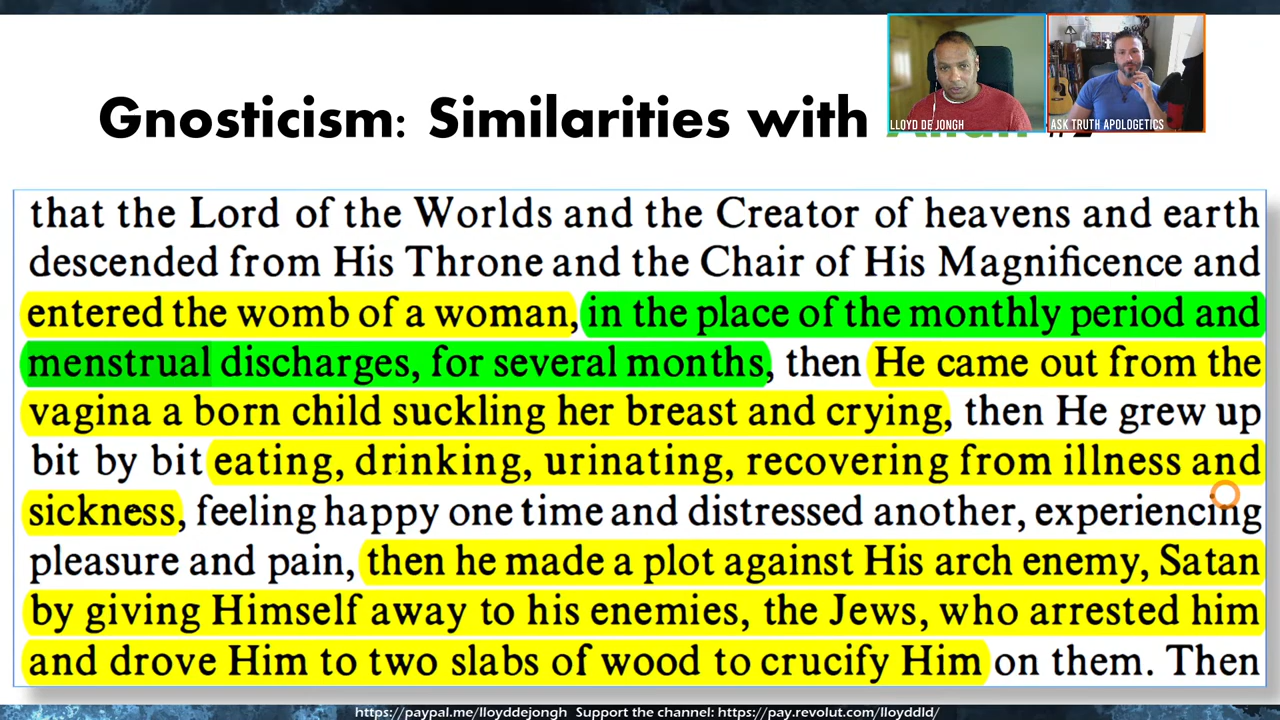 LLOYD DE JONGH
ASK TRUTH APOLOGETICS
Gnosticism: Similarities with
that the Lord of the Worlds and the Creator of heavens and earth
descended from His Throne and the Chair of His Magnificence and
entered the womb of a woman, in the place of the monthly period and
menstrual discharges, for several months, then He came out from the
vagina a born child suckling her breast and crying, then He grew up
bit by bit eating, drinking, urinating, recovering from illness and
sickness, feeling happy one time and distressed another, experiencing
pleasure and pain, then he made a plot against His arch enemy, Satan
by giving Himself away to his enemies, the Jews, who arrested him
and drove Him to two slabs of wood to crucify Him on them. Then
https://paypal.me/lloyddejongh Support the channel: https://pay.revolut.com/lloyddld/